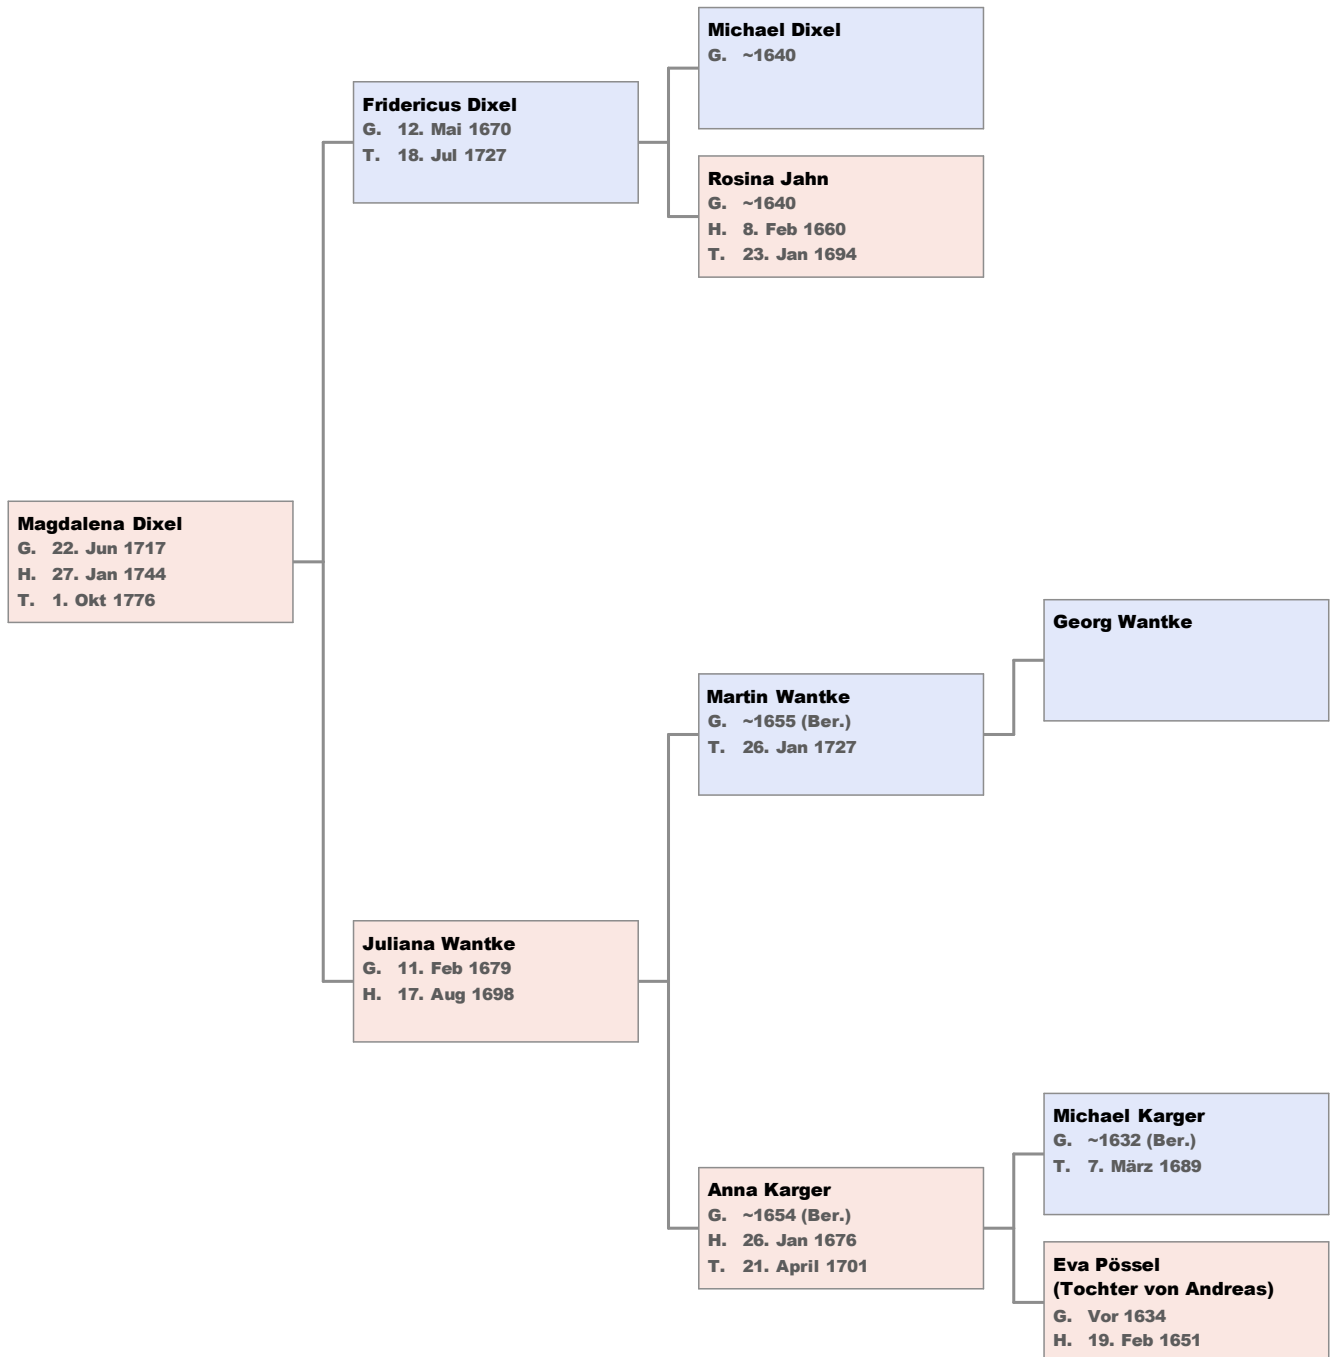 Michael Dixel
G. ~1640
Fridericus Dixel
G. 12. Mai 1670
T. 18. Jul 1727
Rosina Jahn
G. ~1640
H. 8. Feb 1660
T. 23. Jan 1694
Magdalena Dixel
G. 22. Jun 1717
H. 27. Jan 1744
T. 1. Okt 1776
Georg Wantke
Martin Wantke
G. ~1655 (Ber.)
T. 26. Jan 1727
Juliana Wantke
G. 11. Feb 1679
H. 17. Aug 1698
Michael Karger
G. ~1632 (Ber.)
T. 7. März 1689
Anna Karger
G. ~1654 (Ber.)
H. 26. Jan 1676
T. 21. April 1701
Eva Pössel
(Tochter von Andreas)
G. Vor 1634
H. 19. Feb 1651